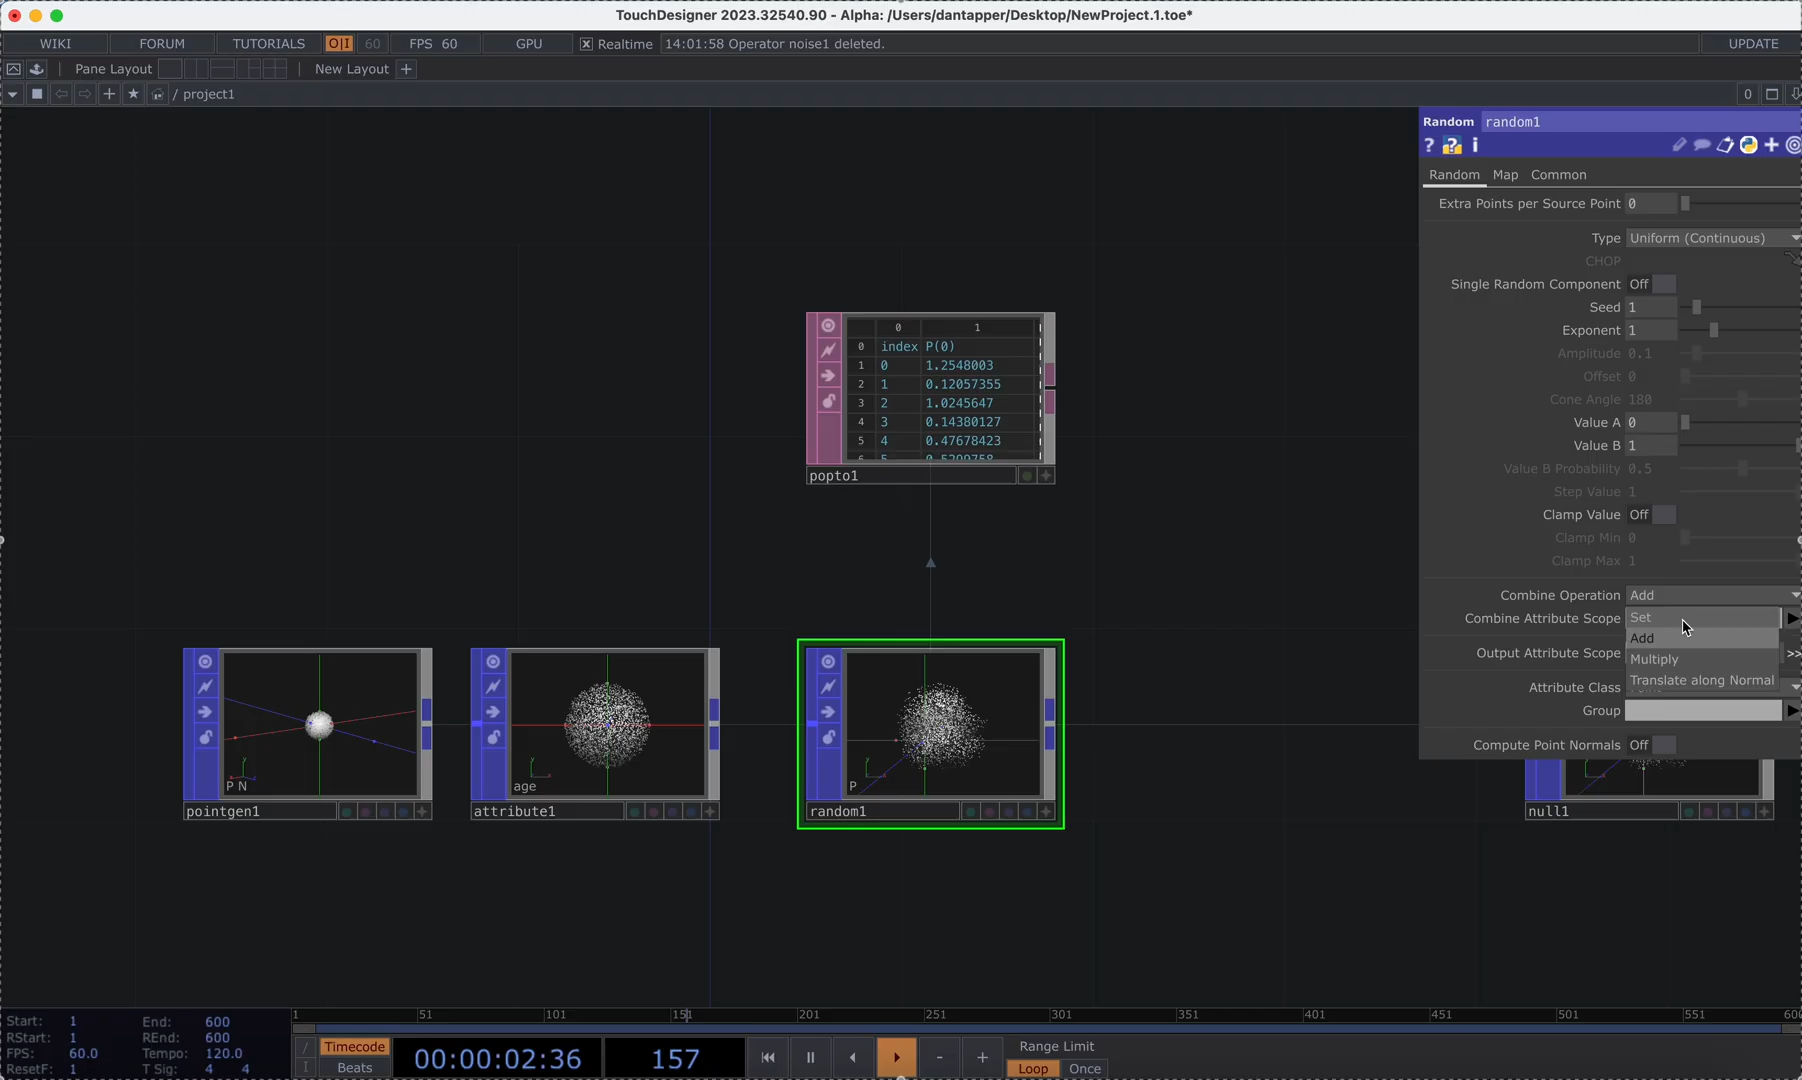 TouchDesigner 2023.32540.90 - Alpha: /Users/dantapper/Desktop/NewProject.1.toe*
WIKI FORUM TUTORIALS O|I 60 FPS 60 GPU Realtime 14:01:58 Operator noise1 deleted. UPDATE
Pane Layout New Layout +
/ project1 0
Random random1
? ? i
Random Map Common
Extra Points per Source Point 0
Type Uniform (Continuous)
CHOP
Single Random Component Off
Seed 1
Exponent 1
Amplitude 0.1
Offset 0
Cone Angle 180
Value A 0
Value B 1
Value B Probability 0.5
Step Value 1
Clamp Value Off
Clamp Min 0
Clamp Max 1
Combine Operation Add
Combine Attribute Scope
Set
Add
Multiply
Translate along Normal
Output Attribute Scope >>
Attribute Class
Group
Compute Point Normals Off
0 1
0 index P(0)
1 0 1.2548003
2 1 0.12057355
3 2 1.0245647
4 3 0.14380127
5 4 0.47678423
popto1
y
P N
pointgen1
age
attribute1
P
random1
null1
1 51 101 151 201 251 301 351 401 451 501 551
Start: 1 End: 600
RStart: 1 REnd: 600
FPS: 60.0 Tempo: 120.0
ResetF: 1 T Sig: 4 4
/ Timecode
I Beats
00:00:02:36 157
- +
Range Limit
Loop Once